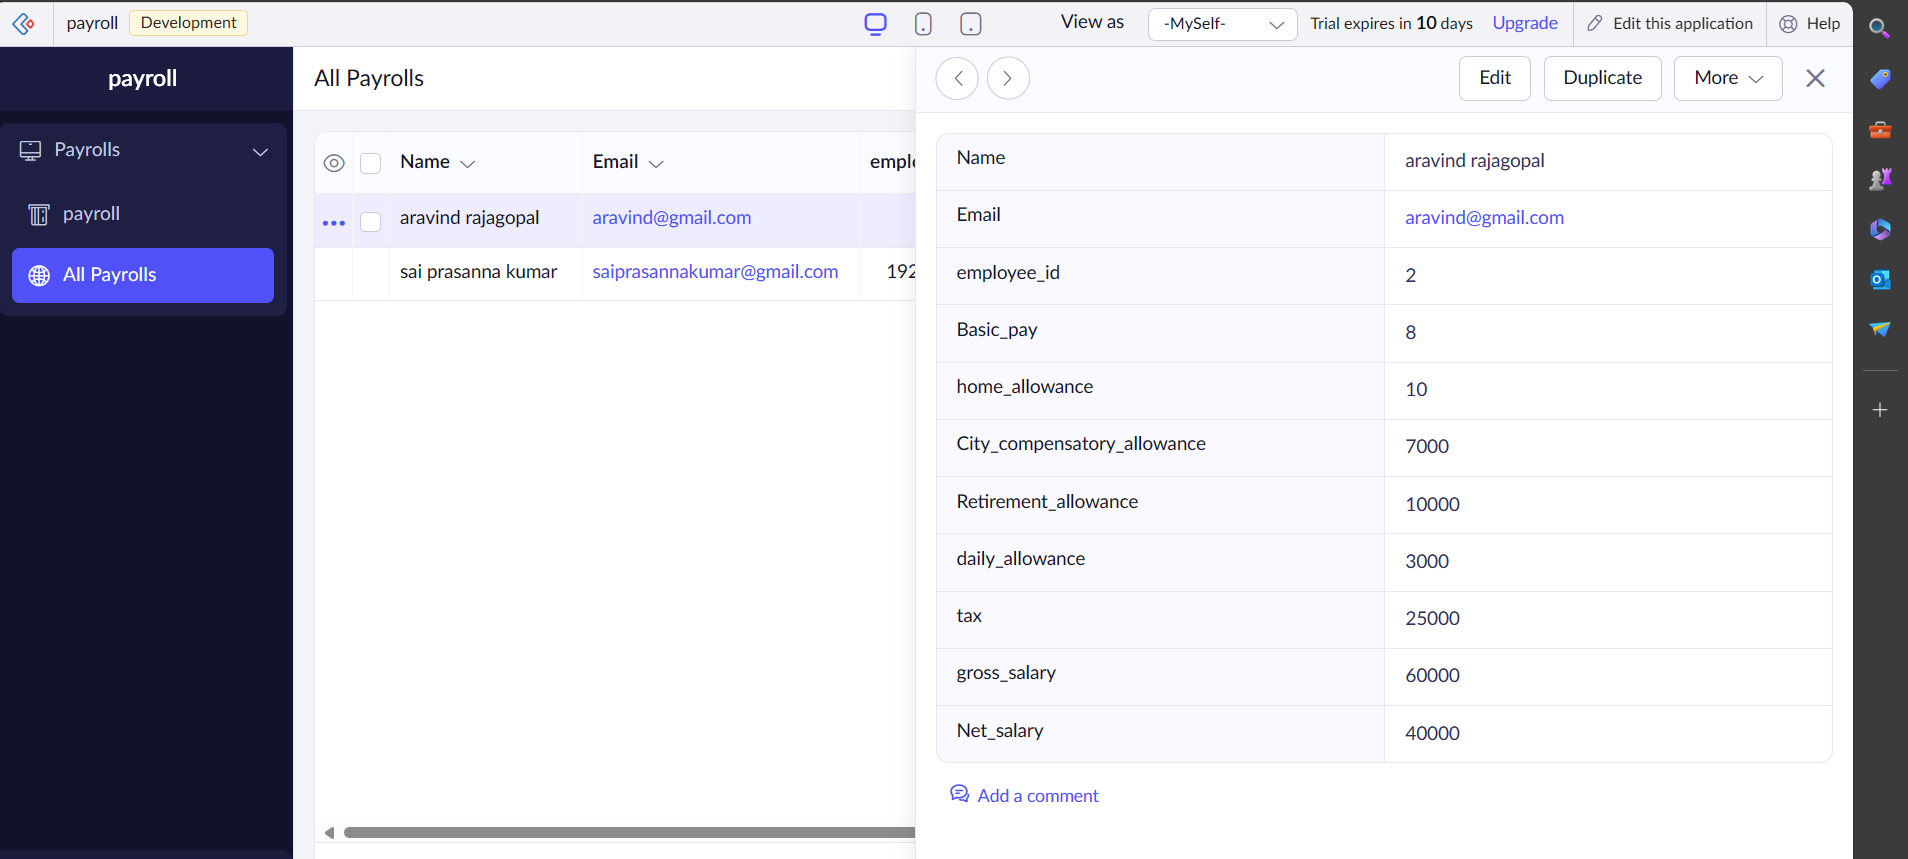 payroll Development View as -MySelf- Trial expires in 10 days Upgrade Edit this application Help
payroll
All Payrolls
Edit Duplicate More
Payrolls
payroll
All Payrolls
Name Email emplo
aravind rajagopal aravind@gmail.com
sai prasanna kumar saiprasannakumar@gmail.com 192
Name aravind rajagopal
Email aravind@gmail.com
employee_id 2
Basic_pay 8
home_allowance 10
City_compensatory_allowance 7000
Retirement_allowance 10000
daily_allowance 3000
tax 25000
gross_salary 60000
Net_salary 40000
Add a comment